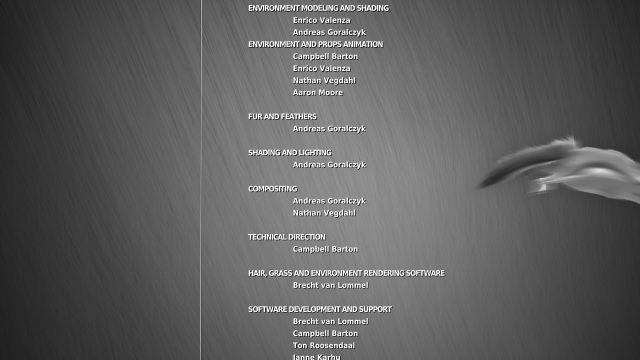 ENVIRONMENT MODELING AND SHADING
Enrico Valenza
Andreas Goralczyk
ENVIRONMENT AND PROPS ANIMATION
Campbell Barton
Enrico Valenza
Nathan Vegdahl
Aaron Moore
FUR AND FEATHERS
Andreas Goralczyk
SHADING AND LIGHTING
Andreas Goralczyk
COMPOSITING
Andreas Goralczyk
Nathan Vegdahl
TECHNICAL DIRECTION
Campbell Barton
HAIR, GRASS AND ENVIRONMENT RENDERING SOFTWARE
Brecht van Lommel
SOFTWARE DEVELOPMENT AND SUPPORT
Brecht van Lommel
Campbell Barton
Ton Roosendaal
Janne Karhu